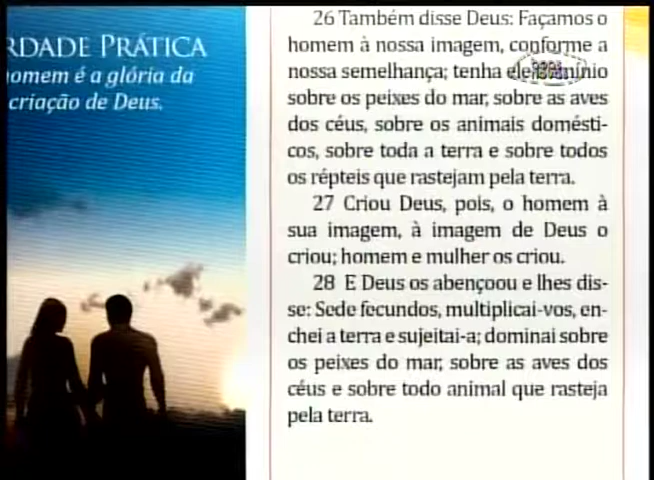 RDADE PRÁTICA
homem é a glória da
criação de Deus.
26 Também disse Deus: Façamos o
homem à nossa imagem, conforme a
nossa semelhança; tenha ele domínio
sobre os peixes do mar, sobre as aves
dos céus, sobre os animais domésti-
cos, sobre toda a terra e sobre todos
os répteis que rastejam pela terra.
27 Criou Deus, pois, o homem à
sua imagem, à imagem de Deus o
criou; homem e mulher os criou.
28 E Deus os abençoou e lhes dis-
se: Sede fecundos, multiplicai-vos, en-
chei a terra e sujeitai-a; dominai sobre
os peixes do mar, sobre as aves dos
céus e sobre todo animal que rasteja
pela terra.